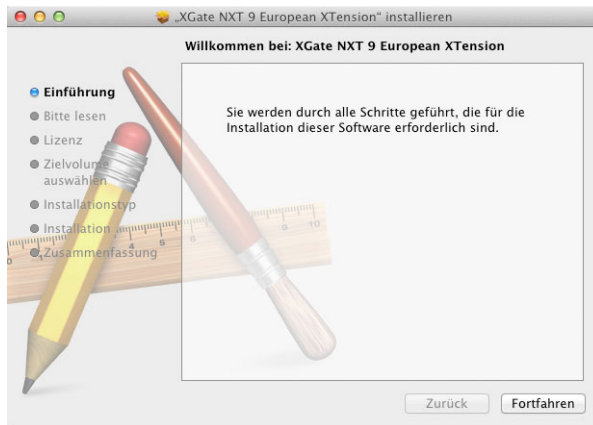 „XGate NXT 9 European XTension“ installieren
Willkommen bei: XGate NXT 9 European XTension
Einführung
Bitte lesen
Lizenz
Zielvolume
auswählen
Installationstyp
Installation
Zusammenfassung
Sie werden durch alle Schritte geführt, die für die
Installation dieser Software erforderlich sind.
Zurück
Fortfahren